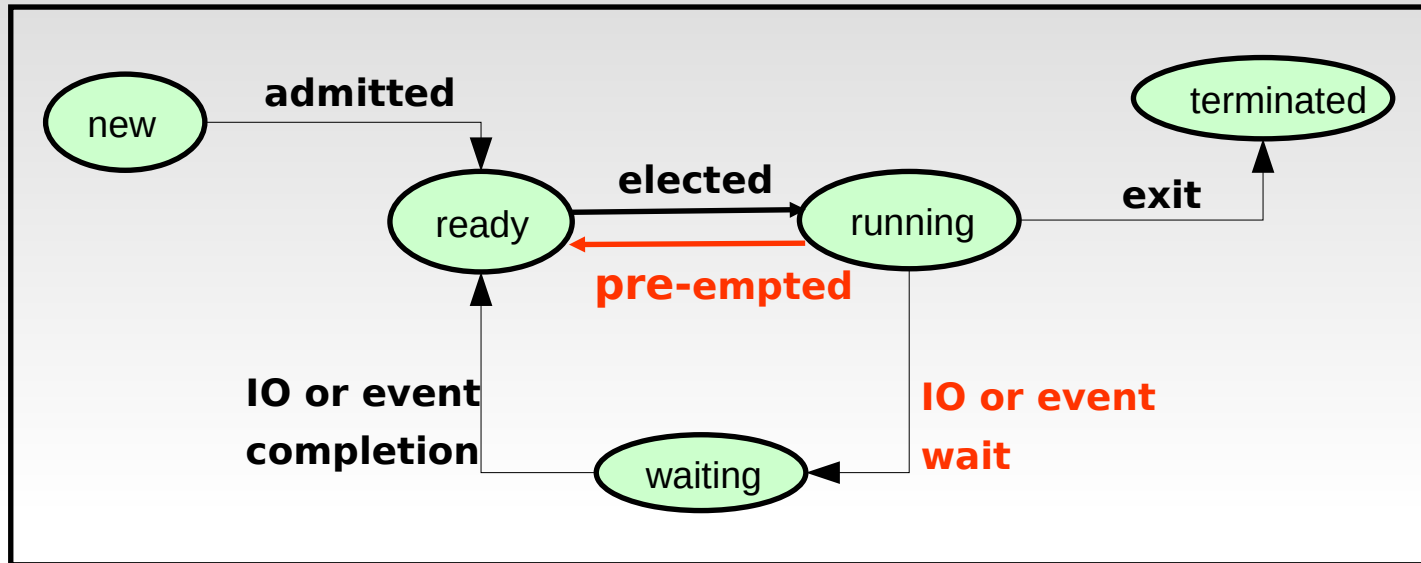 admitted
new
terminated
elected
exit
ready
running
pre-empted
IO or event
completion
IO or event
wait
waiting